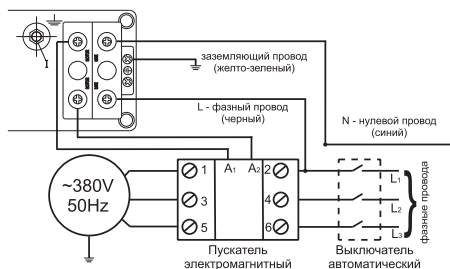 I
заземляющий провод
(желто-зеленый)
L - фазный провод
(черный)
N - нулевой провод
(синий)
~380V
50Hz
1 A1 A2 2
3 4
5 6
L1
L2
L3
фазные провода
Пускатель
электромагнитный
Выключатель
автоматический